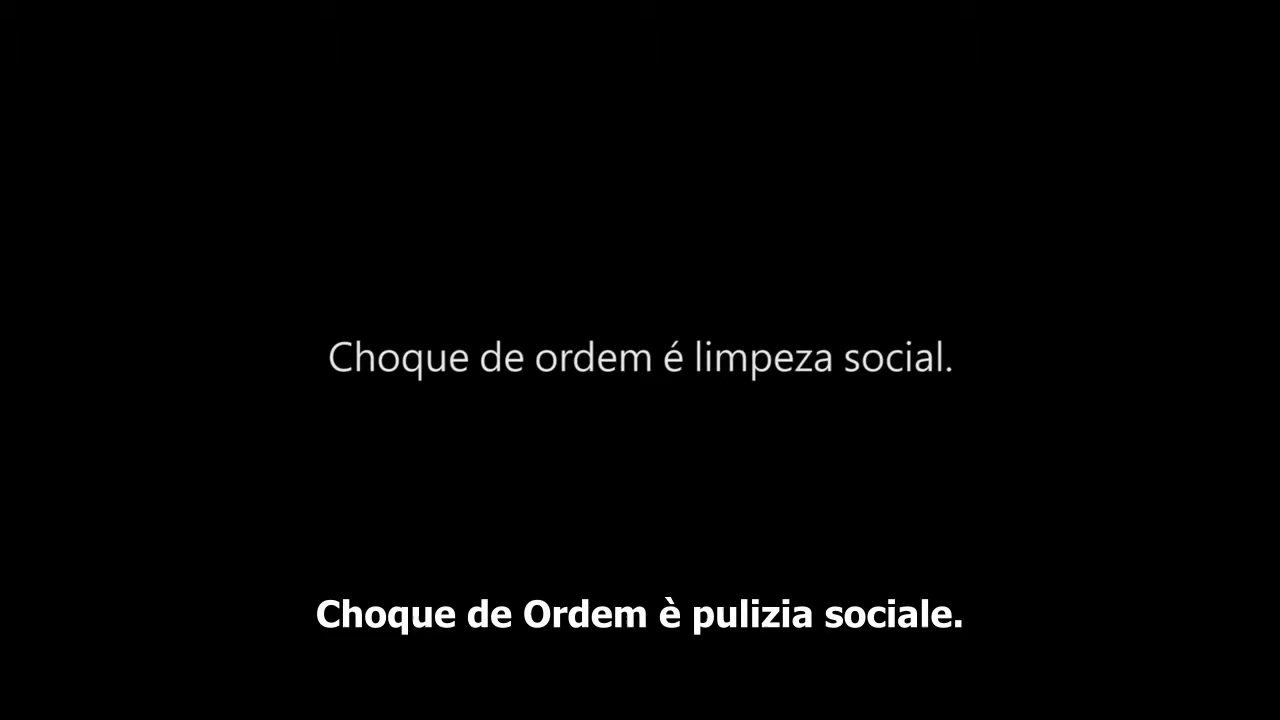 Choque de ordem é limpeza social.
Choque de Ordem è pulizia sociale.